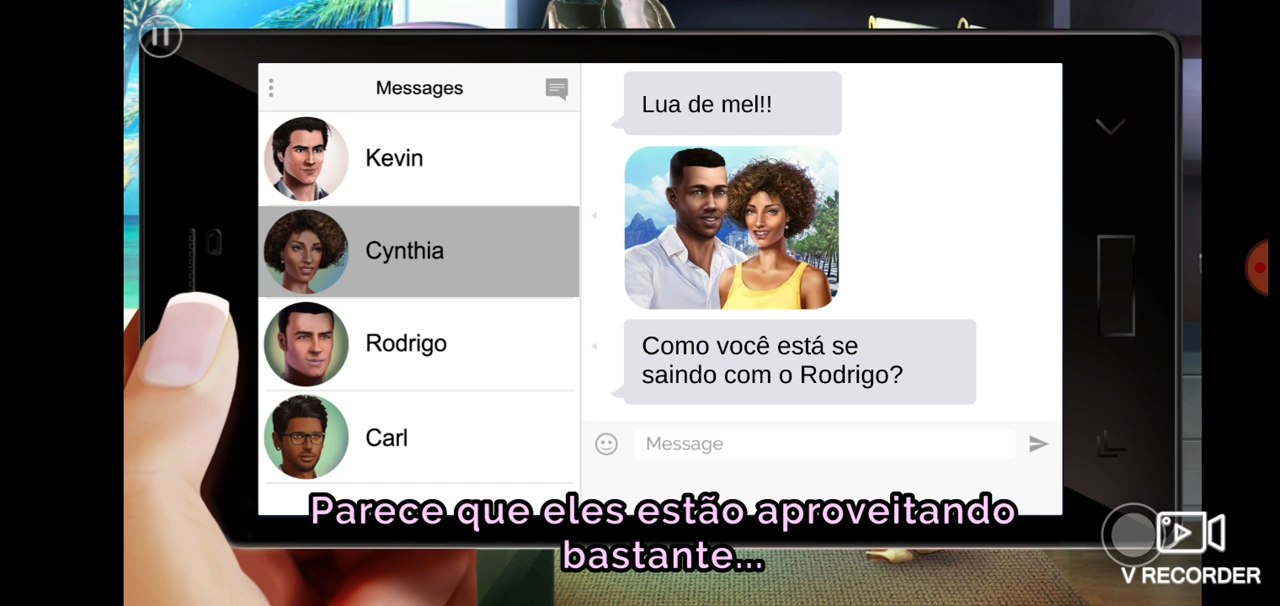 Messages
Kevin
Cynthia
Rodrigo
Carl
Lua de mel!!
Como você está se
saindo com o Rodrigo?
Message
Parece que eles estão aproveitando
bastante...
V RECORDER